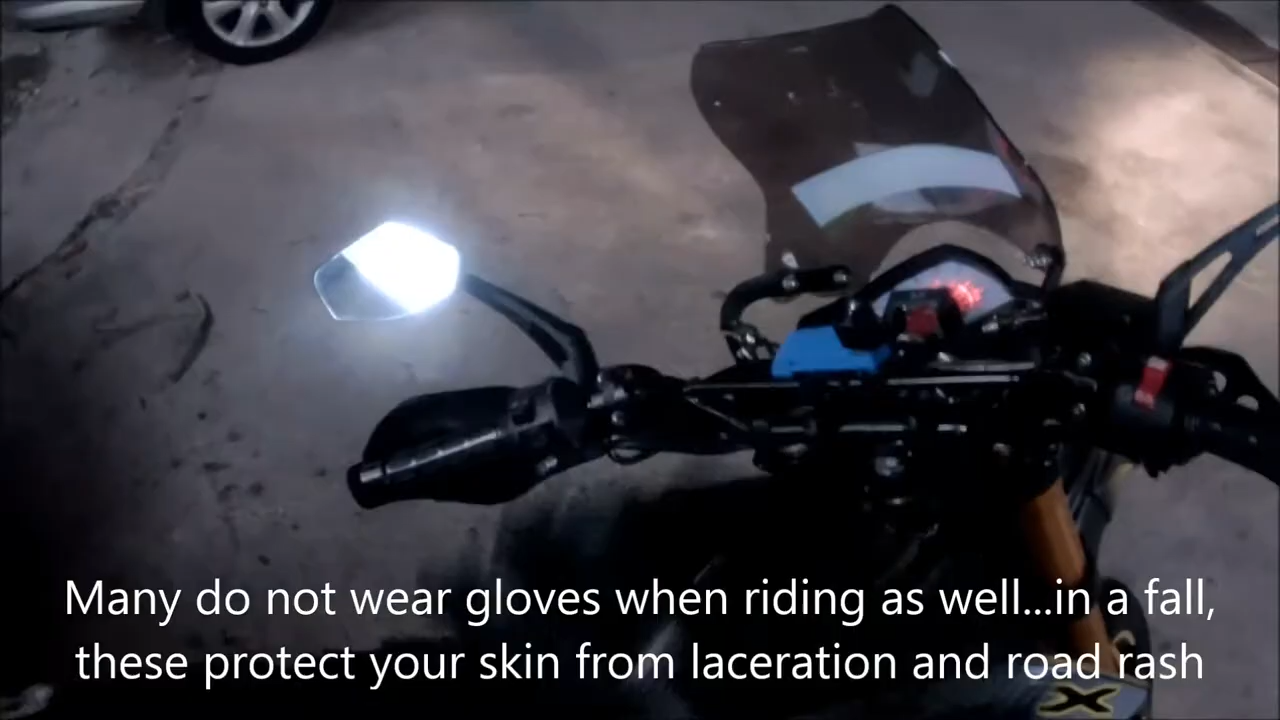 Many do not wear gloves when riding as well...in a fall,
these protect your skin from laceration and road rash
X